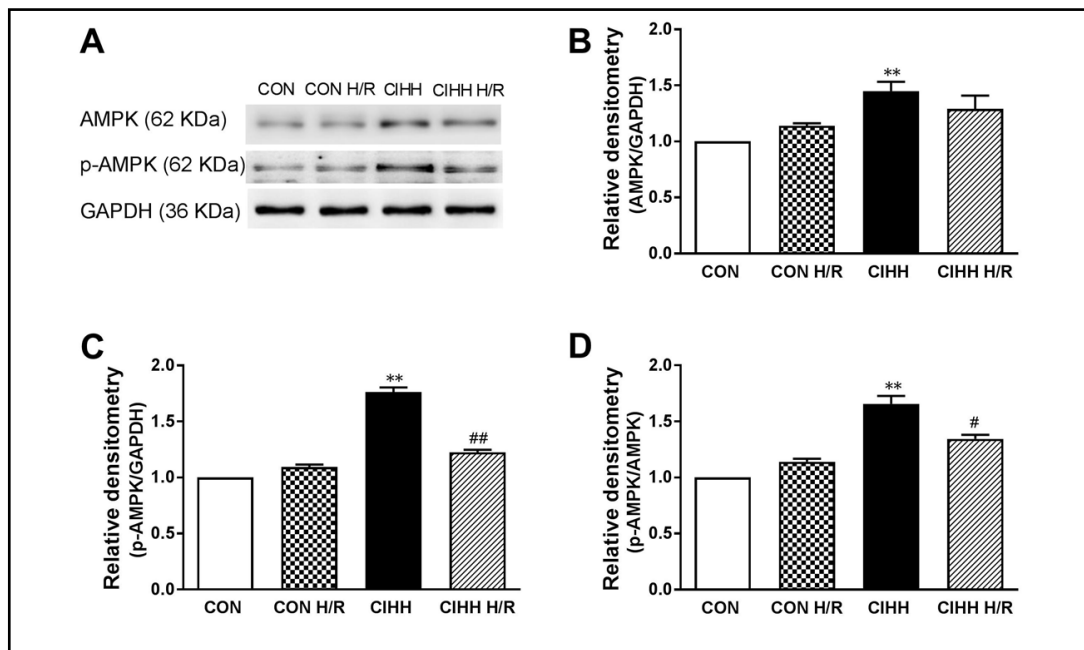 A
CON CON H/R CIHH CIHH H/R
AMPK (62 KDa)
p-AMPK (62 KDa)
GAPDH (36 KDa)
B
Relative densitometry
(AMPK/GAPDH)
2.0
1.5
1.0
0.5
0.0
**
CON CON H/R CIHH CIHH H/R
C
Relative densitometry
(p-AMPK/GAPDH)
2.0
1.5
1.0
0.5
0.0
**
##
CON CON H/R CIHH CIHH H/R
D
Relative densitometry
(p-AMPK/AMPK)
2.0
1.5
1.0
0.5
0.0
**
#
CON CON H/R CIHH CIHH H/R